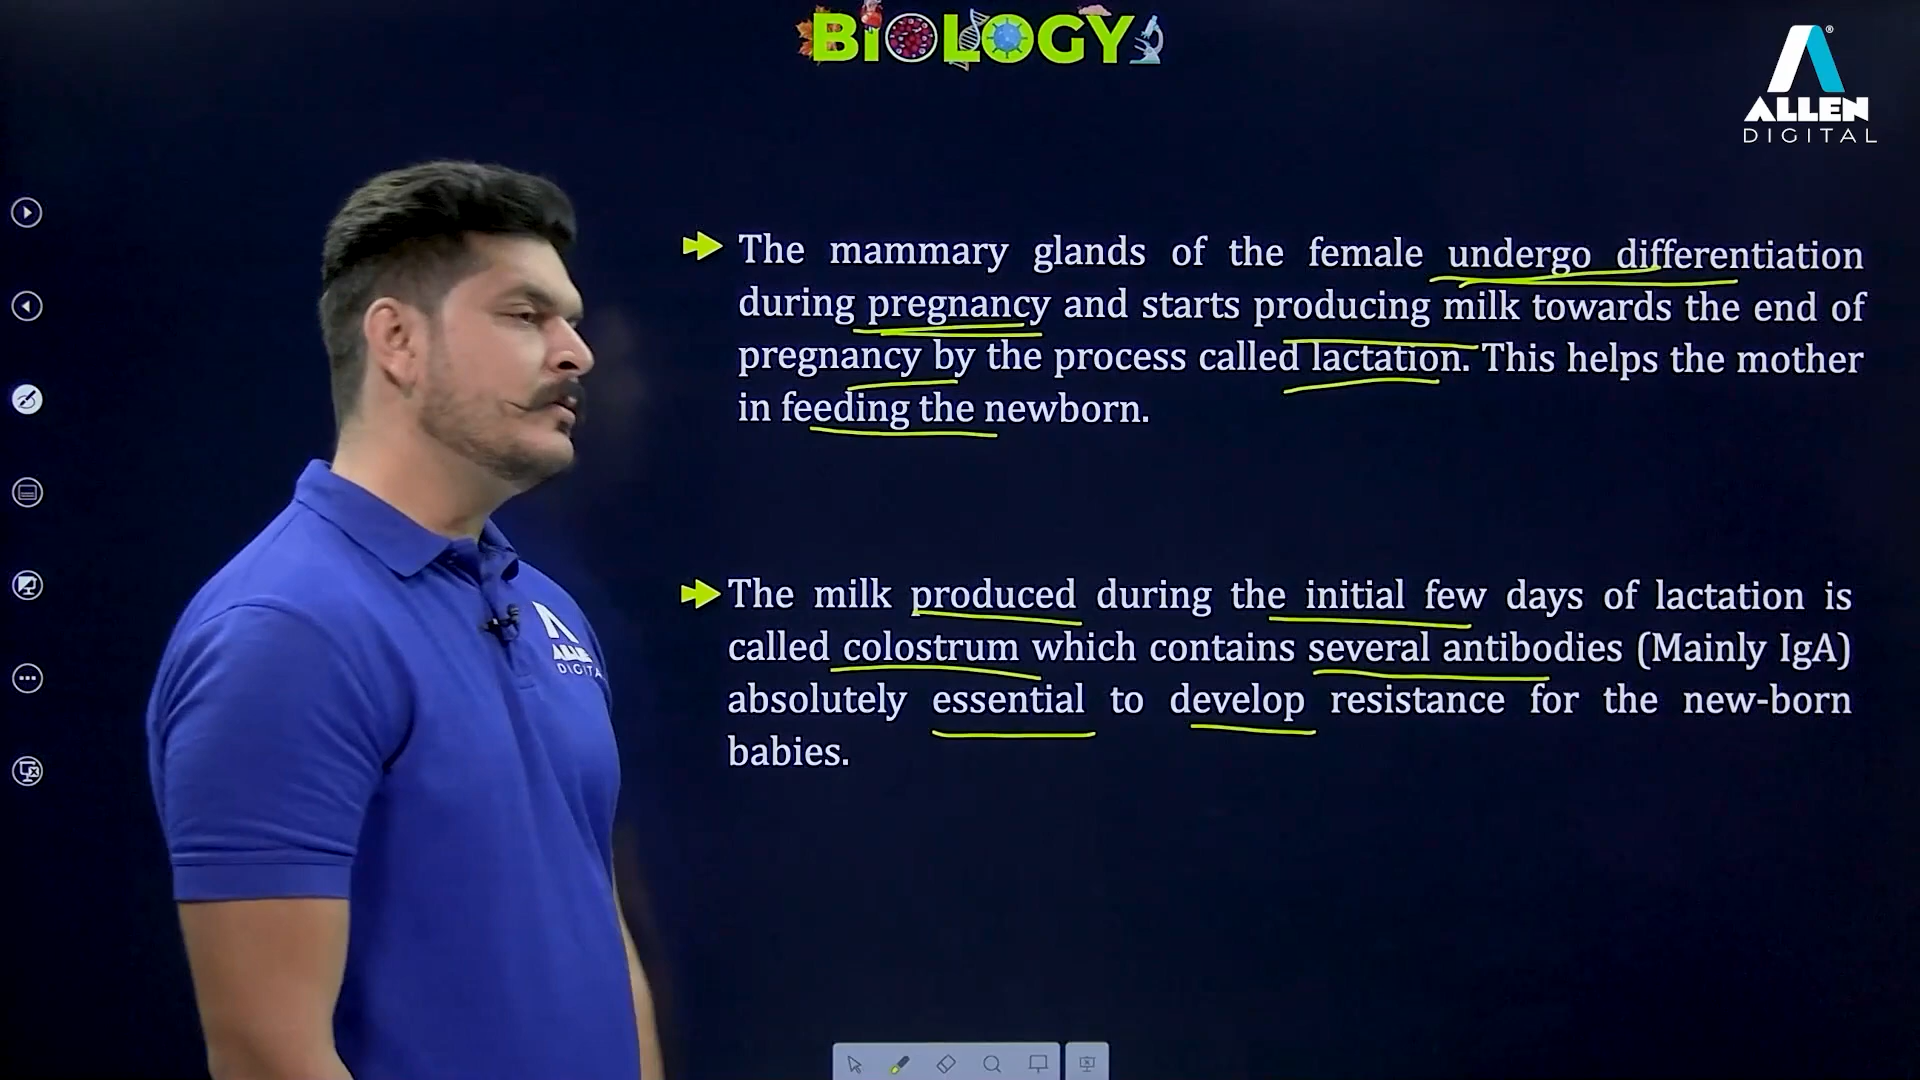 BIOLOGY
ALLEN
DIGITAL
The mammary glands of the female undergo differentiation
during pregnancy and starts producing milk towards the end of
pregnancy by the process called lactation. This helps the mother
in feeding the newborn.
The milk produced during the initial few days of lactation is
called colostrum which contains several antibodies (Mainly IgA)
absolutely essential to develop resistance for the new-born
babies.
ALLEN
DIGITA